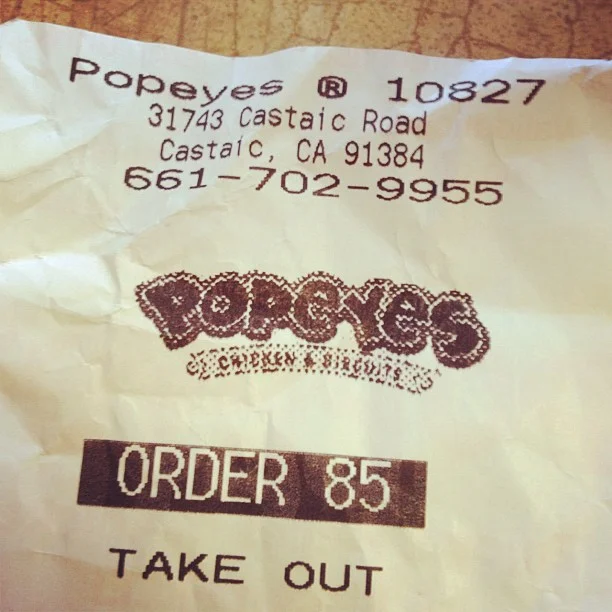 Popeyes ® 10827
31743 Castaic Road
Castaic, CA 91384
661-702-9955
POPEYES
CHICKEN & BISCUITS
ORDER 85
TAKE OUT